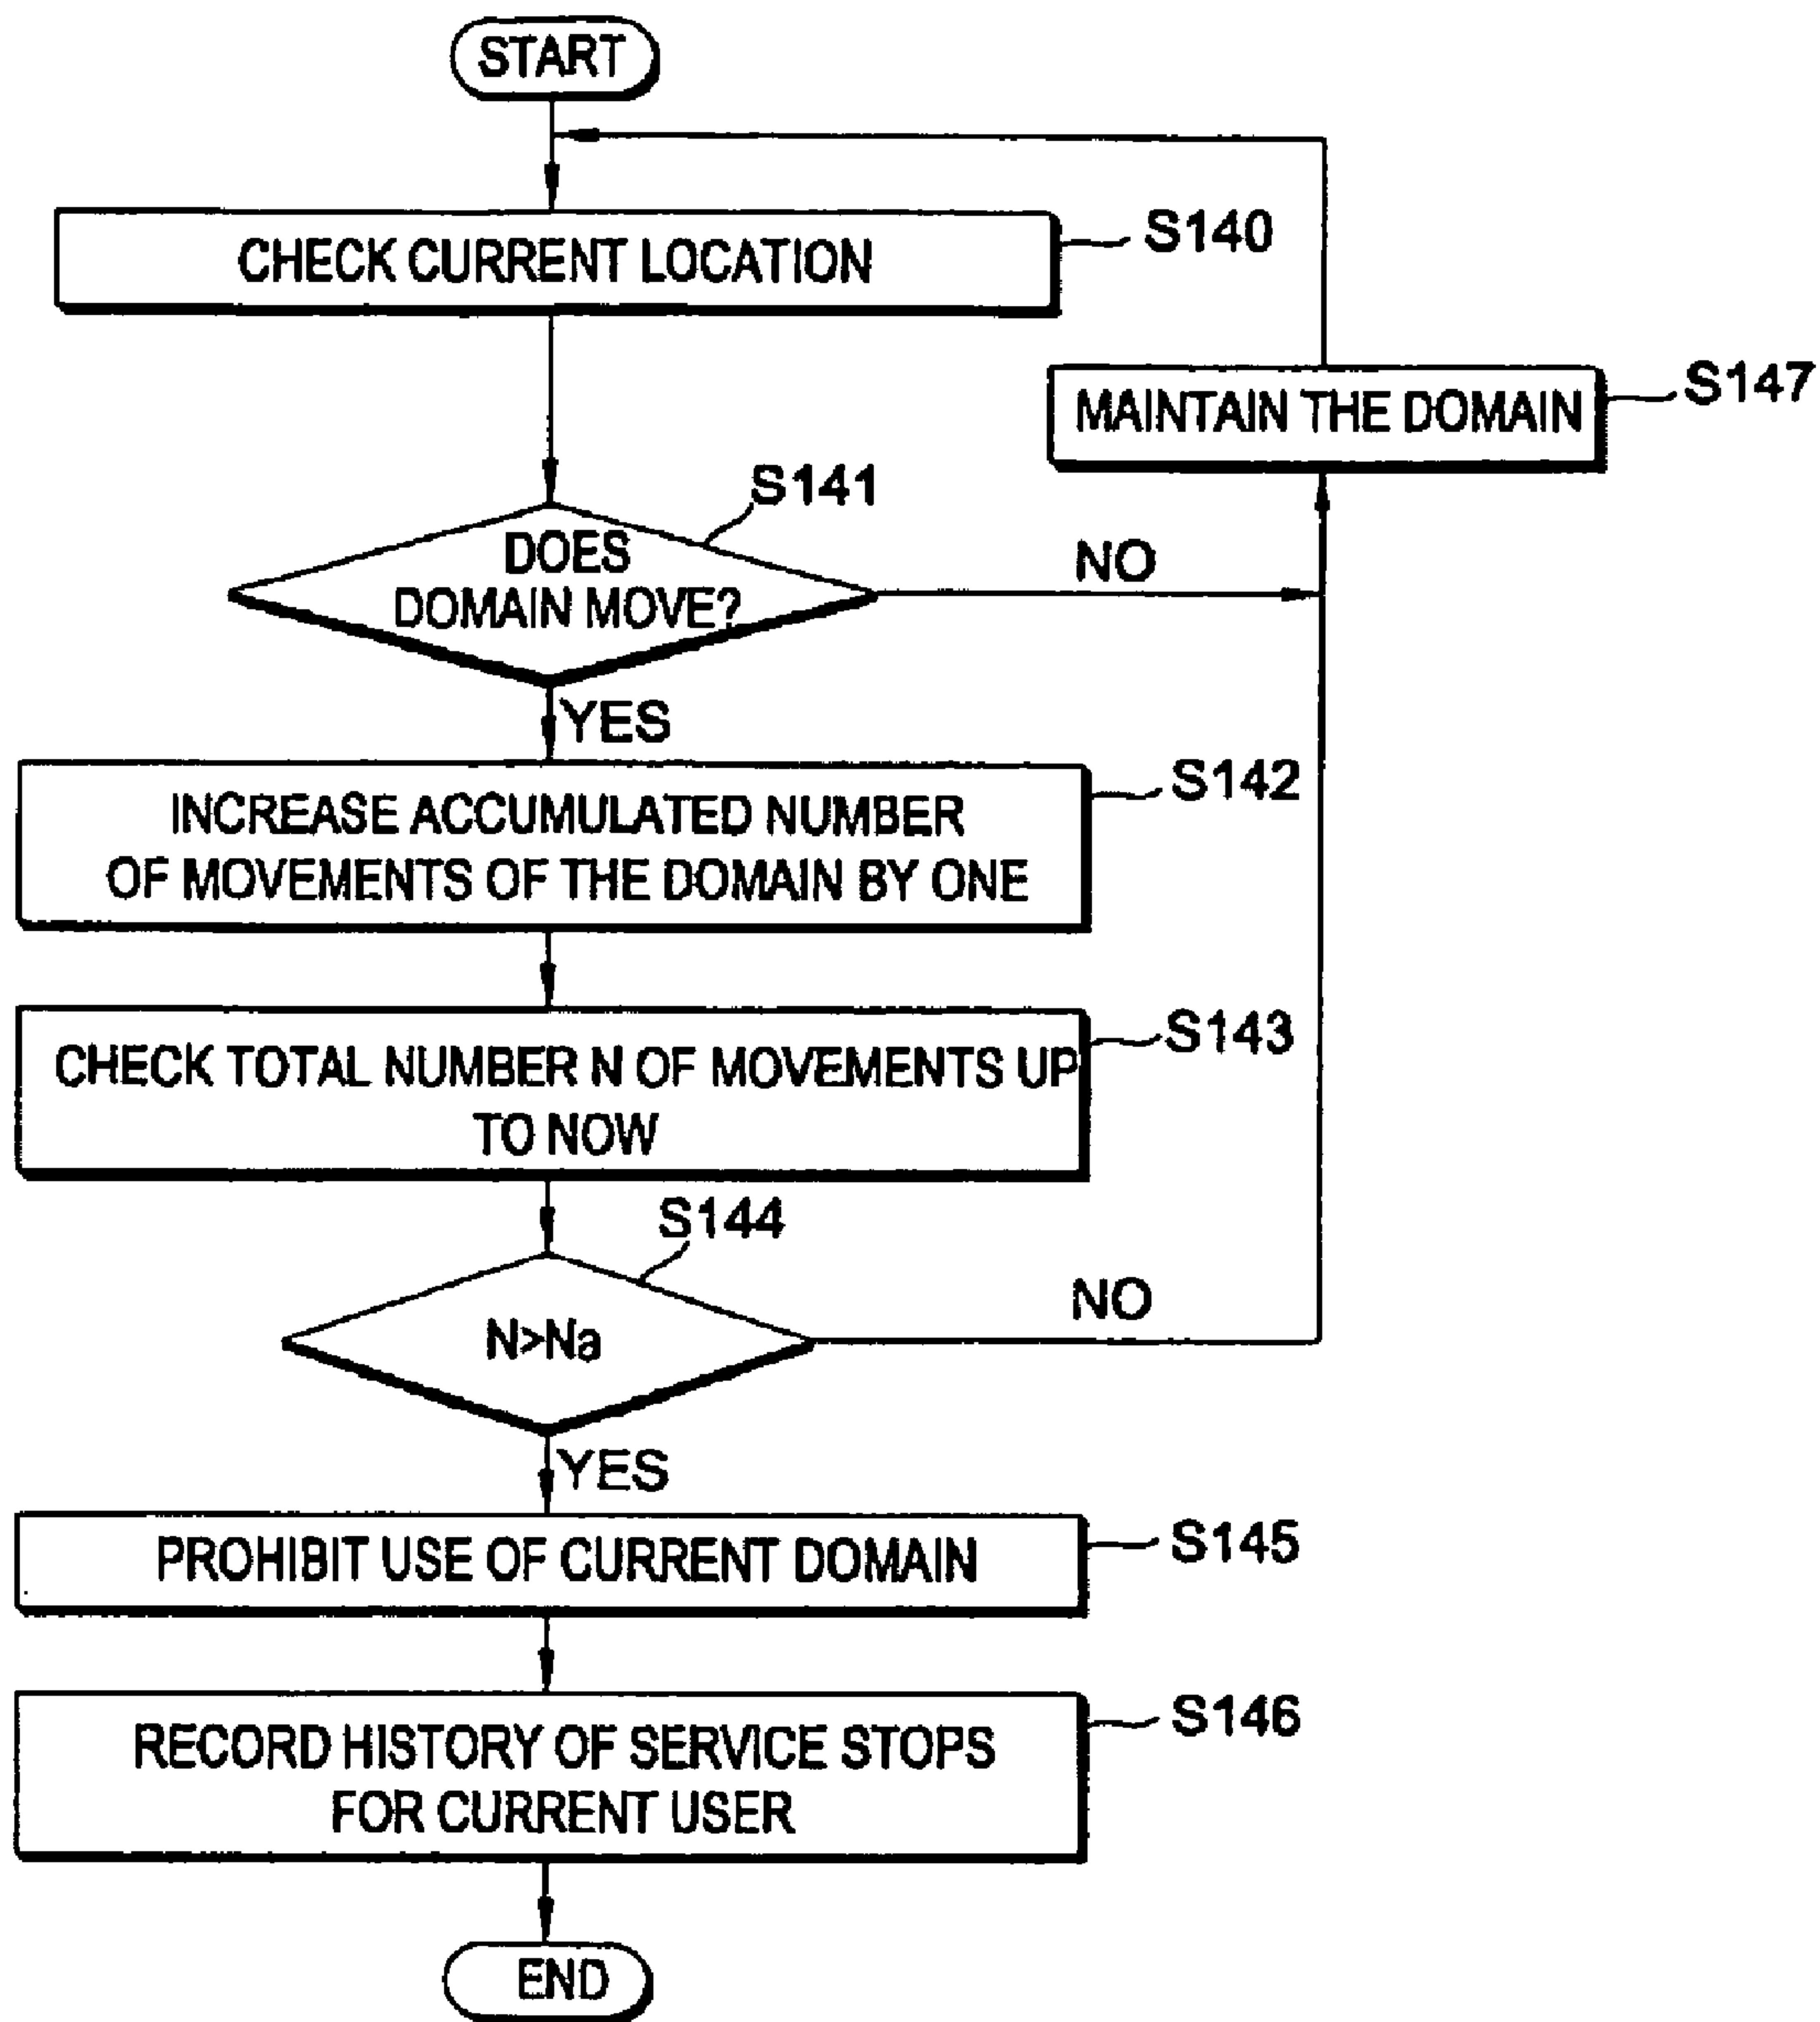 START
CHECK CURRENT LOCATION
S140
MAINTAIN THE DOMAIN
S147
S141
DOES
DOMAIN MOVE?
NO
YES
INCREASE ACCUMULATED NUMBER
OF MOVEMENTS OF THE DOMAIN BY ONE
S142
CHECK TOTAL NUMBER N OF MOVEMENTS UP
TO NOW
S143
S144
N>Na
NO
YES
PROHIBIT USE OF CURRENT DOMAIN
S145
RECORD HISTORY OF SERVICE STOPS
FOR CURRENT USER
S146
END